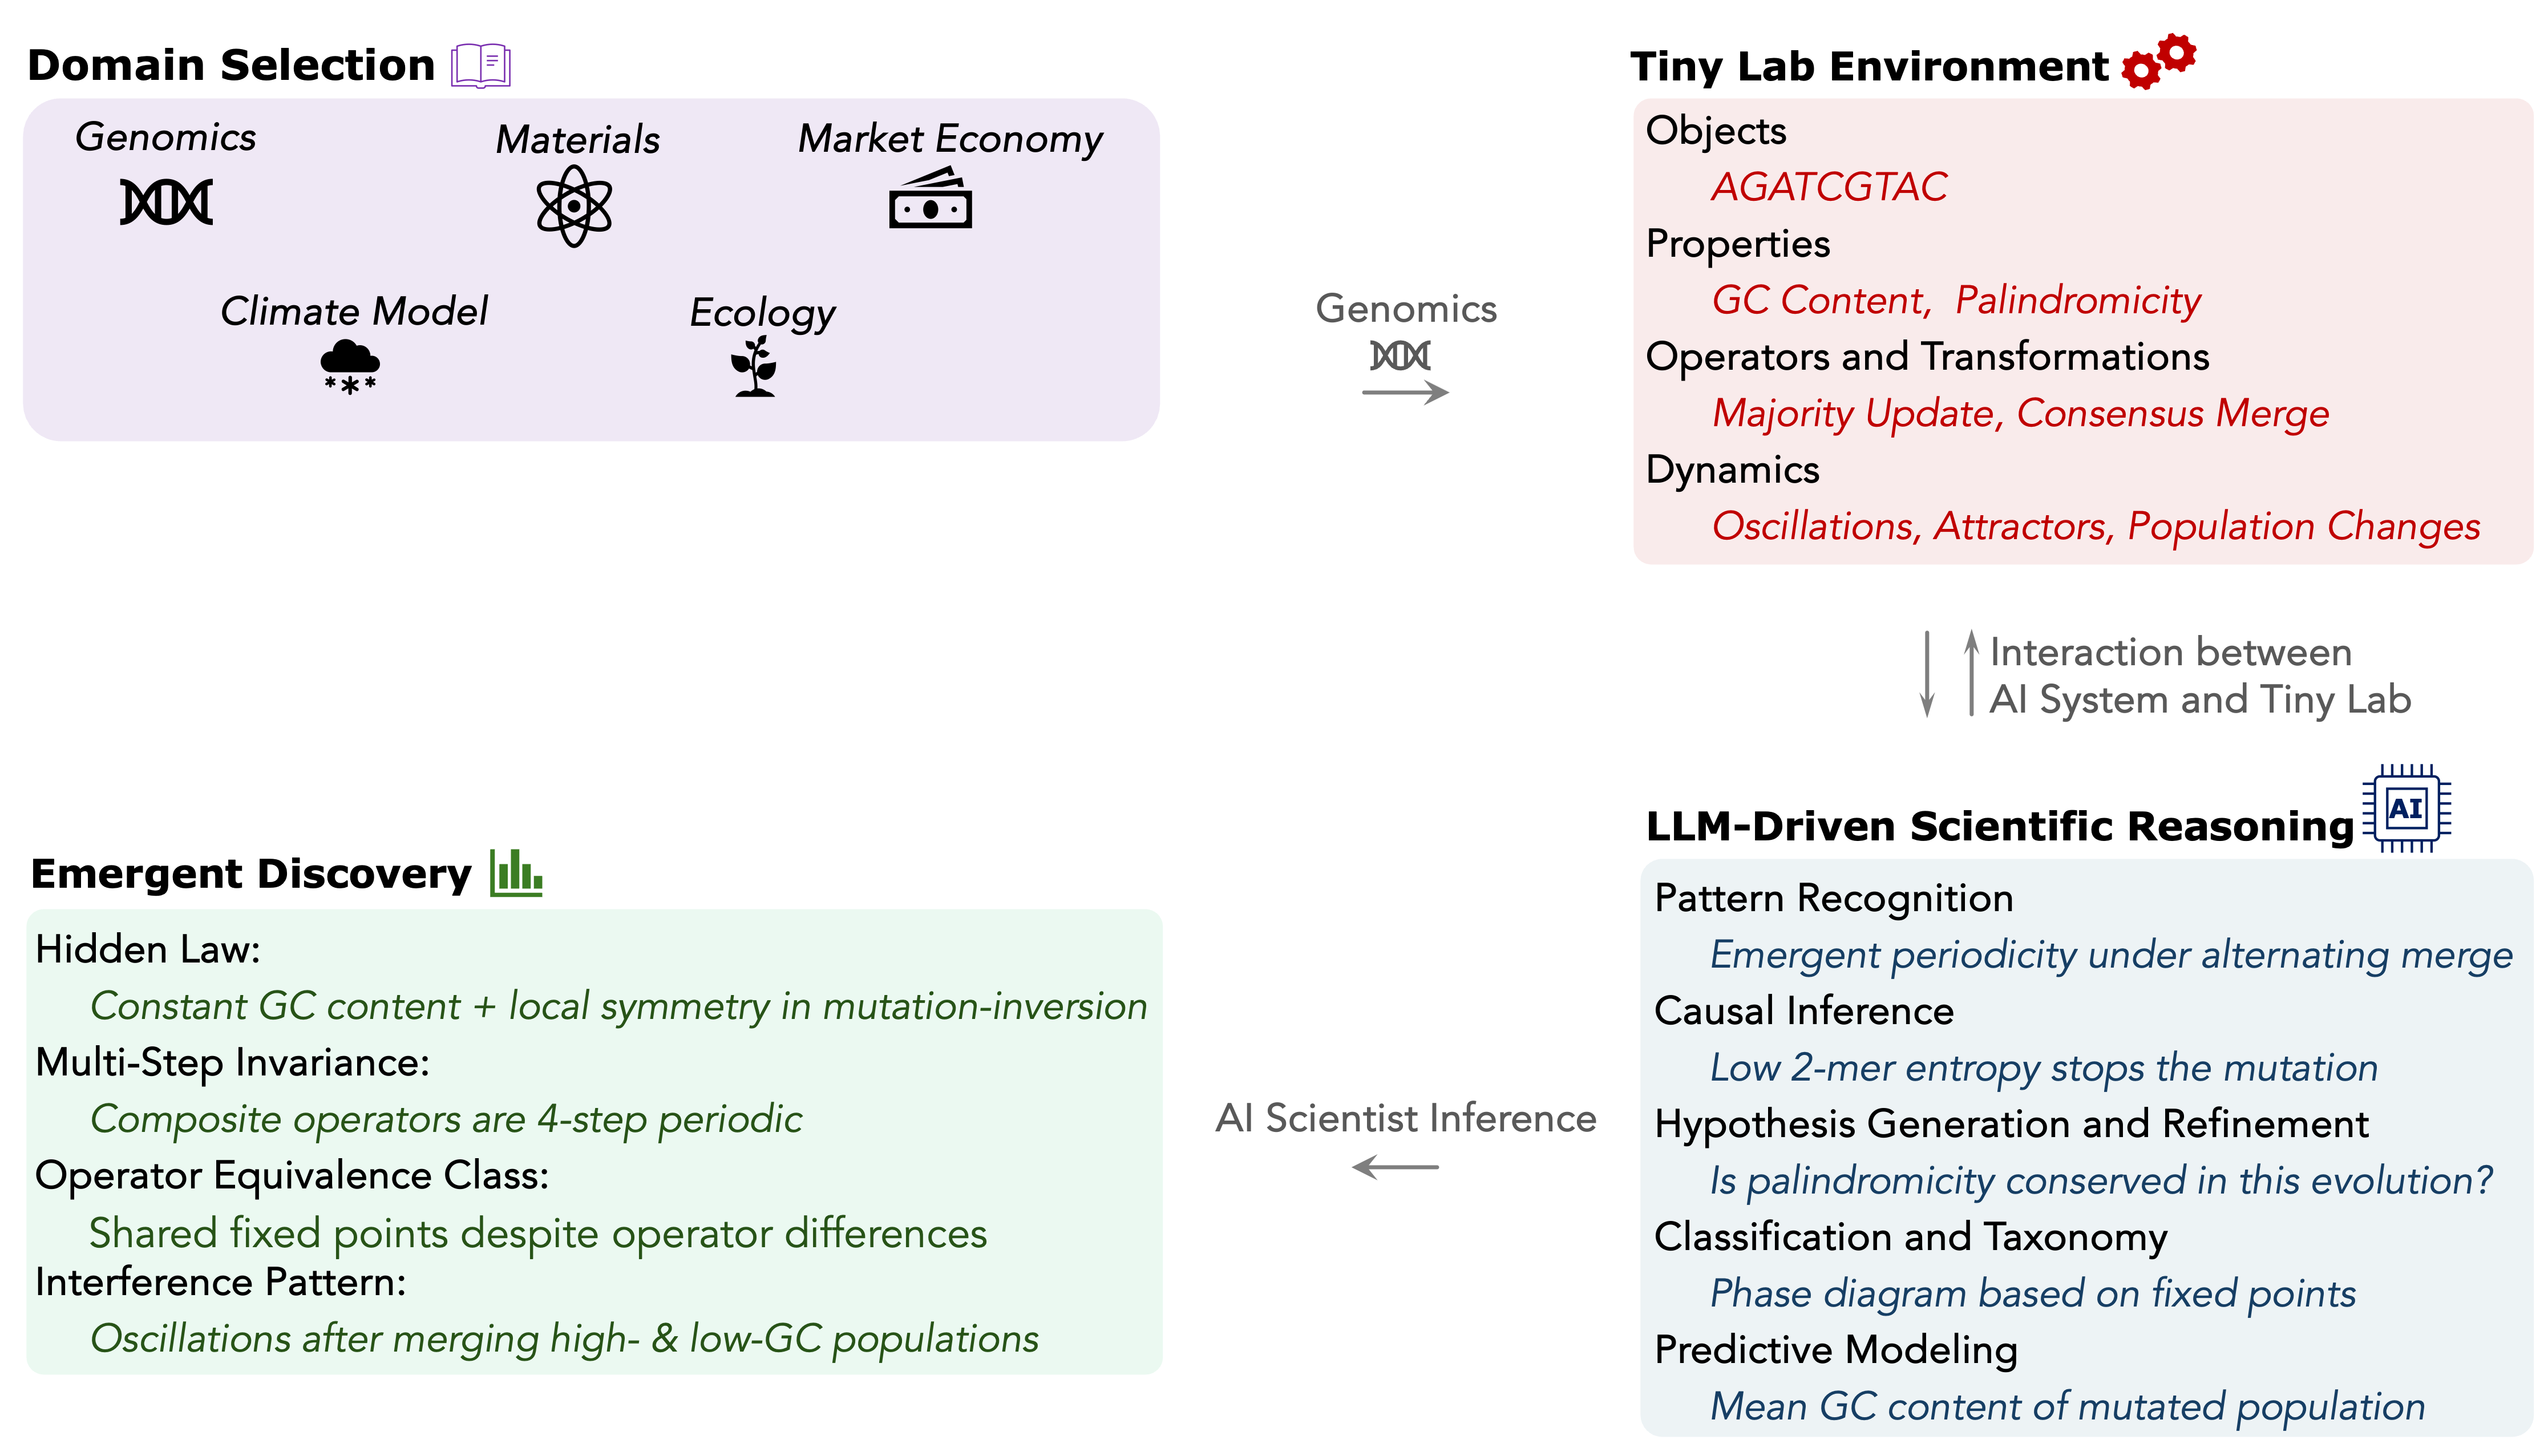 Domain Selection
Genomics
Materials
Market Economy
Climate Model
Ecology
Genomics
Tiny Lab Environment
Objects
AGATCGTAC
Properties
GC Content, Palindromicity
Operators and Transformations
Majority Update, Consensus Merge
Dynamics
Oscillations, Attractors, Population Changes
Interaction between
AI System and Tiny Lab
LLM-Driven Scientific Reasoning
AI
Pattern Recognition
Emergent periodicity under alternating merge
Causal Inference
Low 2-mer entropy stops the mutation
Hypothesis Generation and Refinement
Is palindromicity conserved in this evolution?
Classification and Taxonomy
Phase diagram based on fixed points
Predictive Modeling
Mean GC content of mutated population
AI Scientist Inference
Emergent Discovery
Hidden Law:
Constant GC content + local symmetry in mutation-inversion
Multi-Step Invariance:
Composite operators are 4-step periodic
Operator Equivalence Class:
Shared fixed points despite operator differences
Interference Pattern:
Oscillations after merging high- & low-GC populations